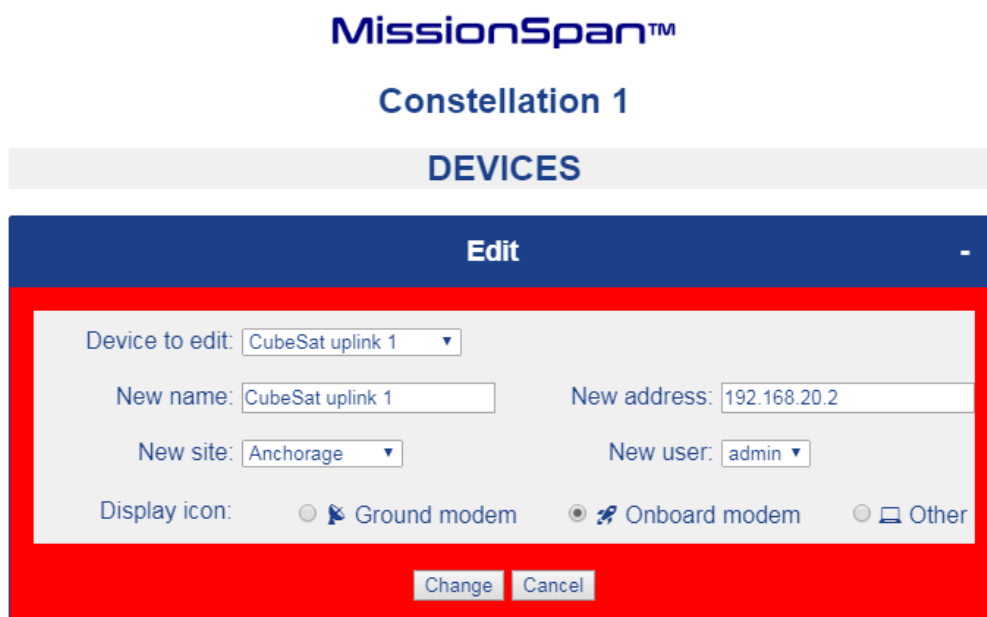 MissionSpan™
Constellation 1
DEVICES
Edit -
Device to edit: CubeSat uplink 1
New name: CubeSat uplink 1 New address: 192.168.20.2
New site: Anchorage New user: admin
Display icon: Ground modem Onboard modem Other
Change Cancel